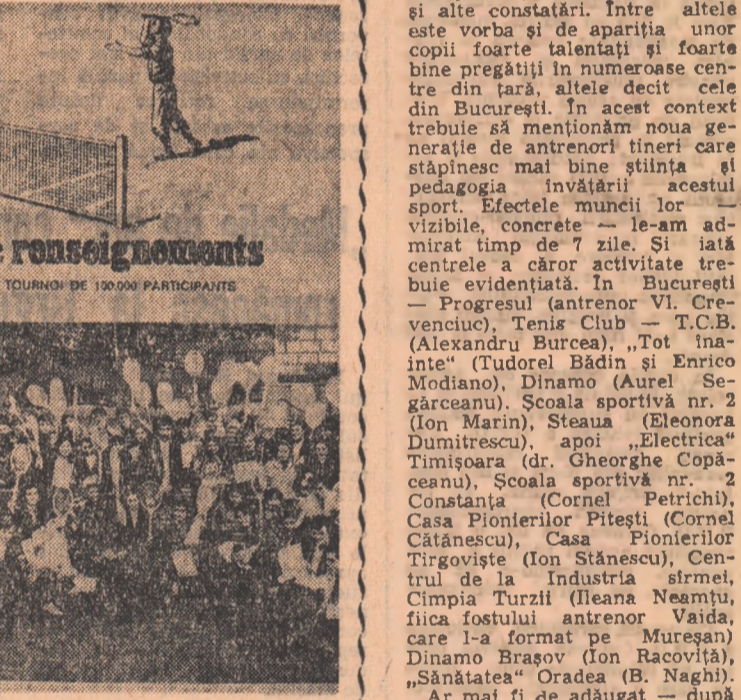 renseignements
TOURNOI DE 100.000 PARTICIPANTS
și alte constatări. Între altele
este vorba și de apariția unor
copii foarte talentați și foarte
bine pregătiți în numeroase cen-
tre din țară, altele decît cele
din București. În acest context
trebuie să menționăm noua ge-
nerație de antrenori tineri care
stăpînesc mai bine știința și
pedagogia învățării acestui
sport. Efectele muncii lor —
vizibile, concrete — le-am ad-
mirat timp de 7 zile. Și iată
centrele a căror activitate tre-
buie evidențiată. În București
— Progresul (antrenor Vl. Cre-
venciuc), Tenis Club — T.C.B.
(Alexandru Burcea), „Tot îna-
inte“ (Tudorel Bădin și Enrico
Modiano), Dinamo (Aurel Se-
gărceanu). Școala sportivă nr. 2
(Ion Marin), Steaua (Eleonora
Dumitrescu), apoi „Electrica“
Timișoara (dr. Gheorghe Copă-
ceanu), Școala sportivă nr. 2
Constanța (Cornel Petrichi),
Casa Pionierilor Pitești (Cornel
Cătănescu), Casa Pionierilor
Tîrgoviște (Ion Stănescu), Cen-
trul de la Industria sîrmei,
Cîmpia Turzii (Ileana Neamțu,
fiica fostului antrenor Vaida,
care l-a format pe Mureșan)
Dinamo Brașov (Ion Racoviță),
„Sănătatea“ Oradea (B. Naghi).
Ar mai fi de adăugat — după